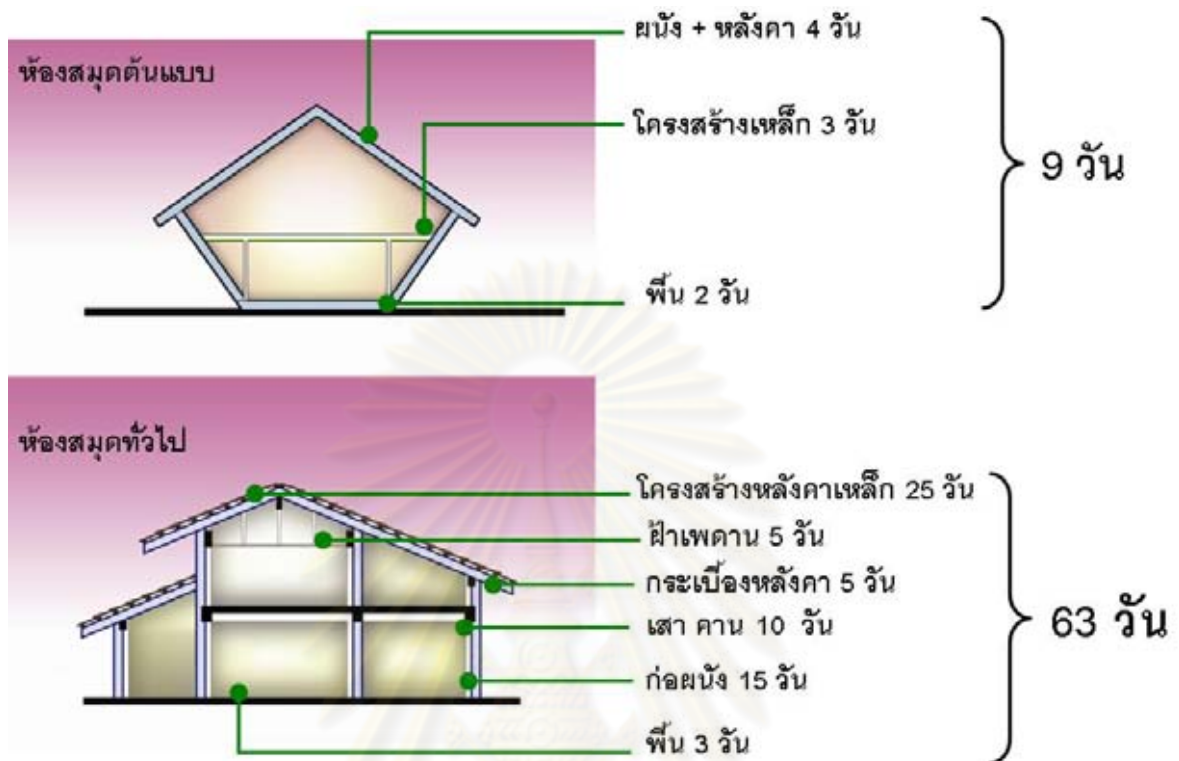 ผนัง + หลังคา 4 วัน
ห้องสมุดต้นแบบ
โครงสร้างเหล็ก 3 วัน
9 วัน
พื้น 2 วัน
ห้องสมุดทั่วไป
โครงสร้างหลังคาเหล็ก 25 วัน
ฝ้าเพดาน 5 วัน
กระเบื้องหลังคา 5 วัน
เสา คาน 10 วัน
63 วัน
ก่อผนัง 15 วัน
พื้น 3 วัน